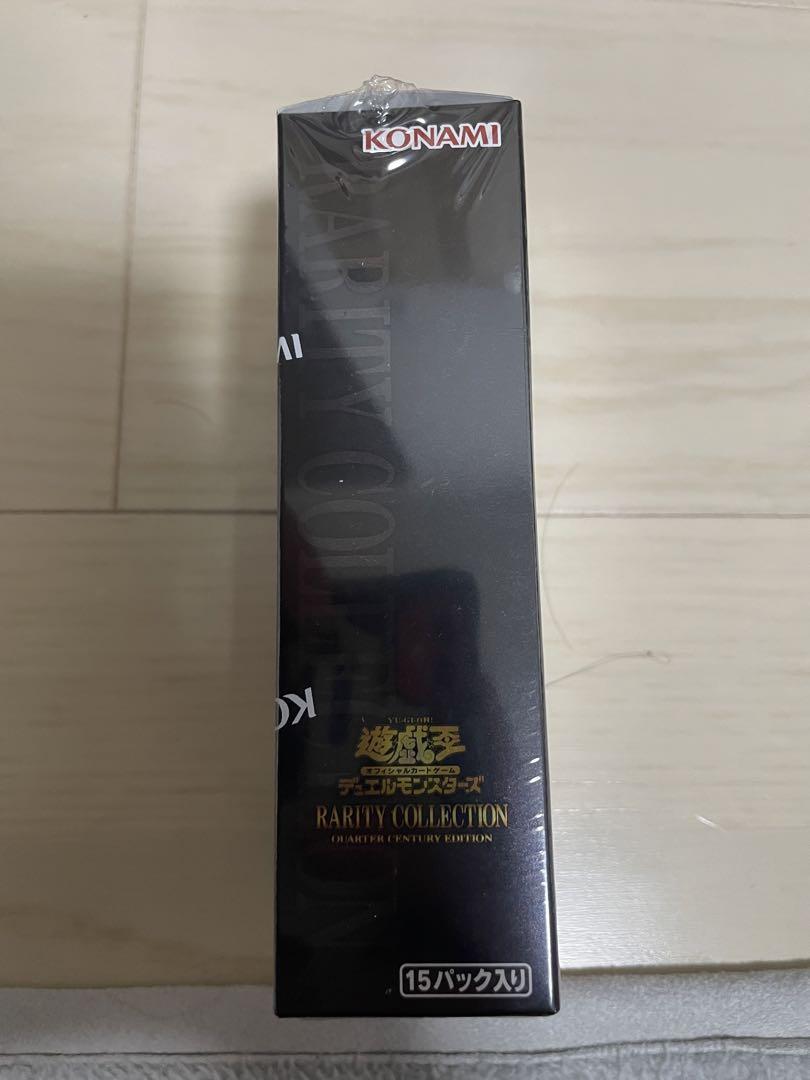 KONAMI
RARITY COLLECTION
MI
KO
YU-GI-OH!
遊戯王
オフィシャルカードゲーム
デュエルモンスターズ
RARITY COLLECTION
QUARTER CENTURY EDITION
15パック入り